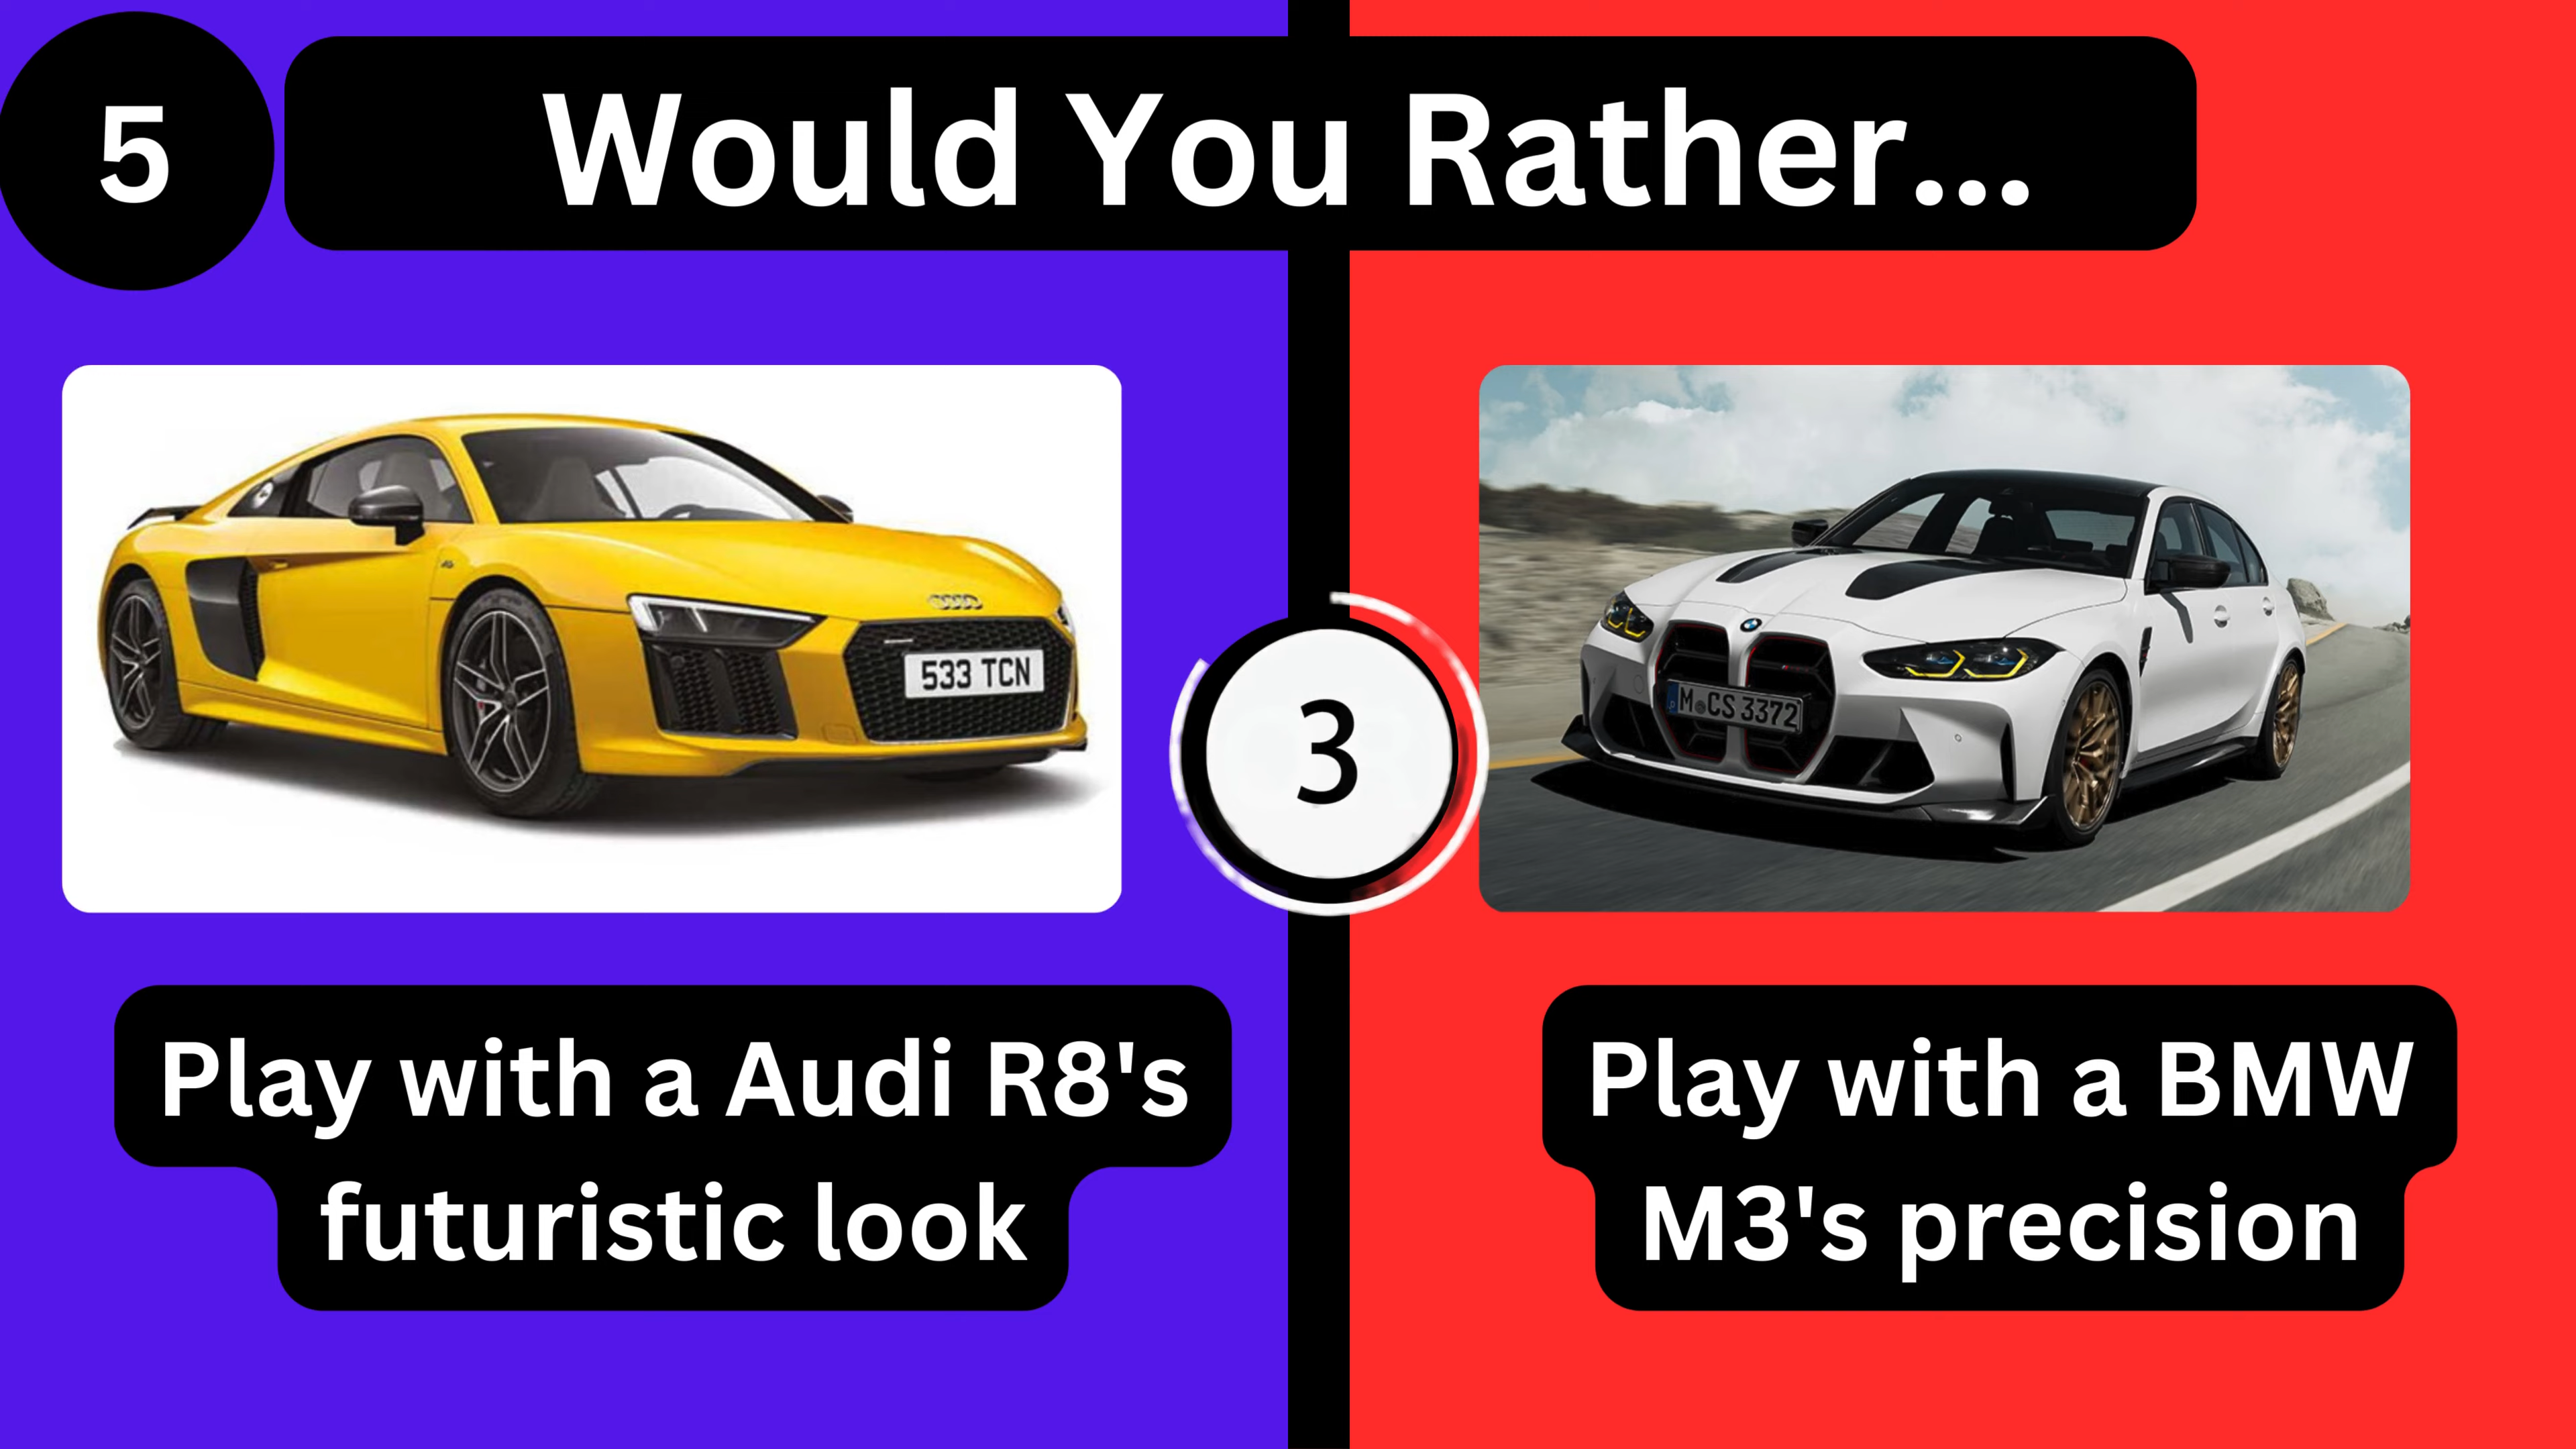 5
Would You Rather...
533 TCN
3
M CS 3372
Play with a Audi R8's
futuristic look
Play with a BMW
M3's precision